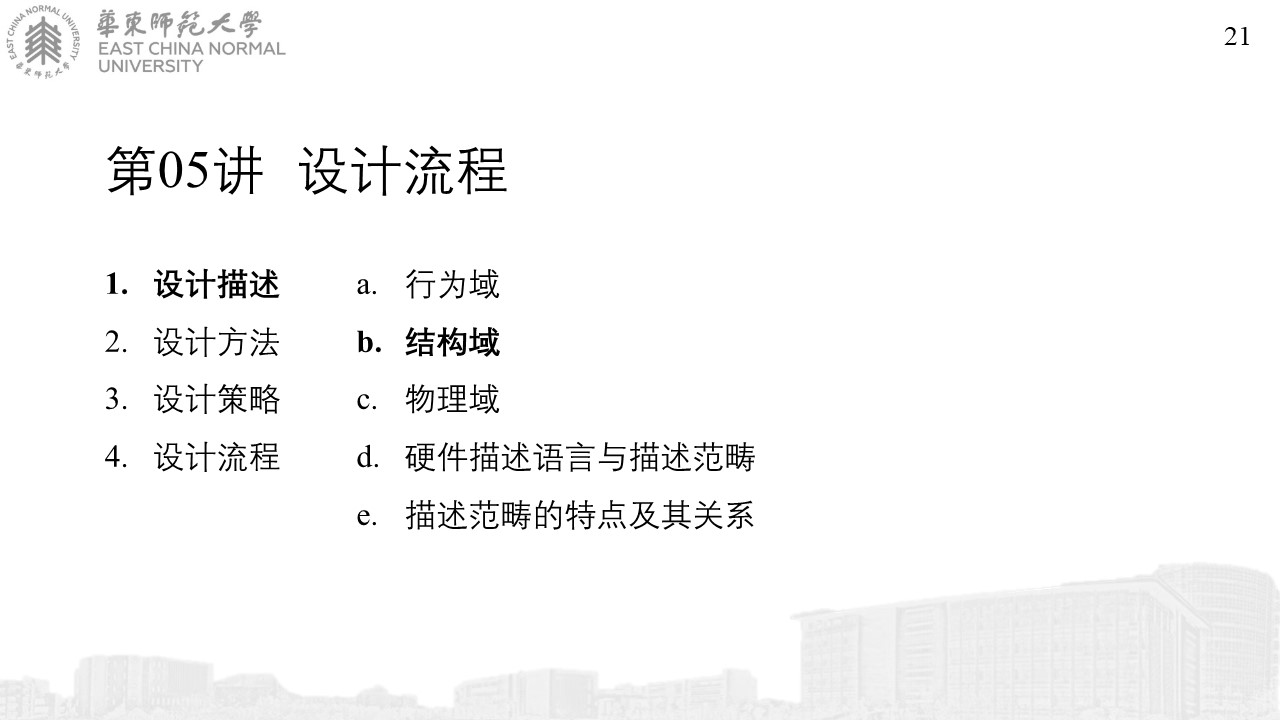 EAST CHINA NORMAL UNIVERSITY
華東師范大學
華東師范大學
EAST CHINA NORMAL
UNIVERSITY
21
第05讲 设计流程
1. 设计描述
2. 设计方法
3. 设计策略
4. 设计流程
a. 行为域
b. 结构域
c. 物理域
d. 硬件描述语言与描述范畴
e. 描述范畴的特点及其关系